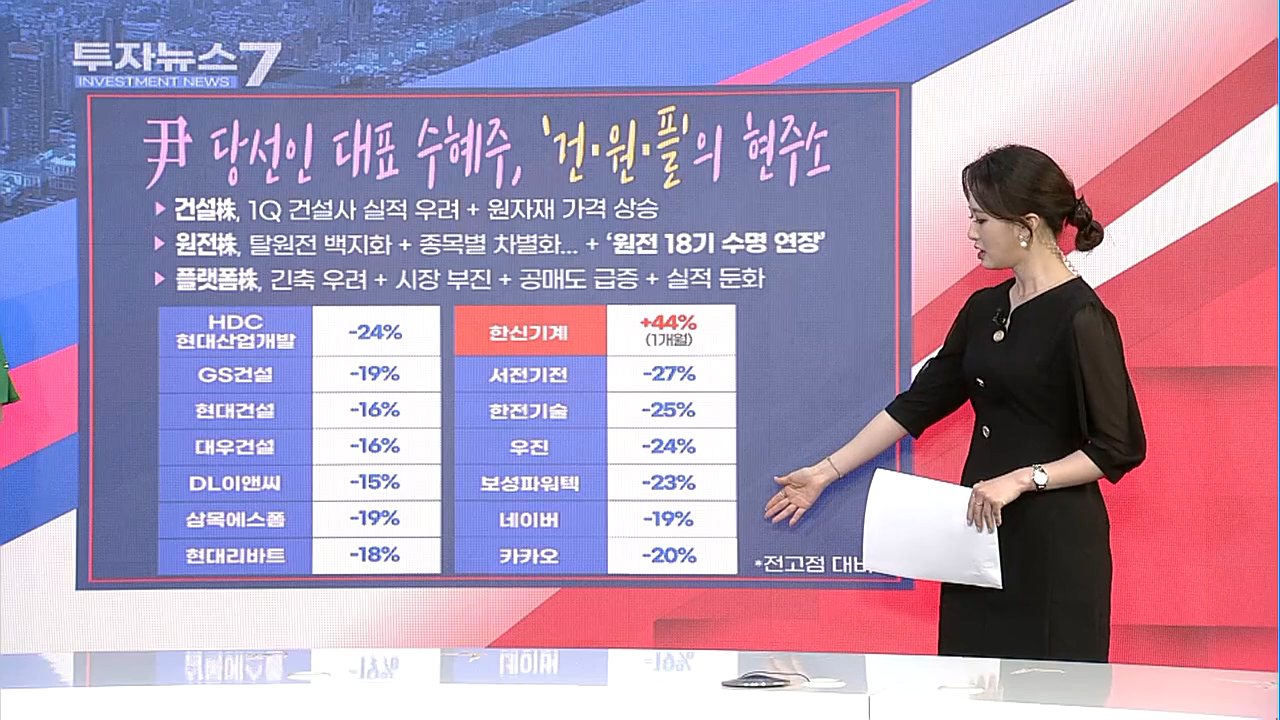 투자뉴스7
INVESTMENT NEWS
尹 당선인 대표 수혜주, '건·원·플'의 현주소
건설株, 1Q 건설사 실적 우려 + 원자재 가격 상승
원전株, 탈원전 백지화 + 종목별 차별화... + '원전 18기 수명 연장'
플랫폼株, 긴축 우려 + 시장 부진 + 공매도 급증 + 실적 둔화
HDC 현대산업개발 -24% 한신기계 +44% (1개월)
GS건설 -19% 서전기전 -27%
현대건설 -16% 한전기술 -25%
대우건설 -16% 우진 -24%
DL이앤씨 -15% 보성파워텍 -23%
삼목에스폼 -19% 네이버 -19%
현대리바트 -18% 카카오 -20%
*전고점 대비